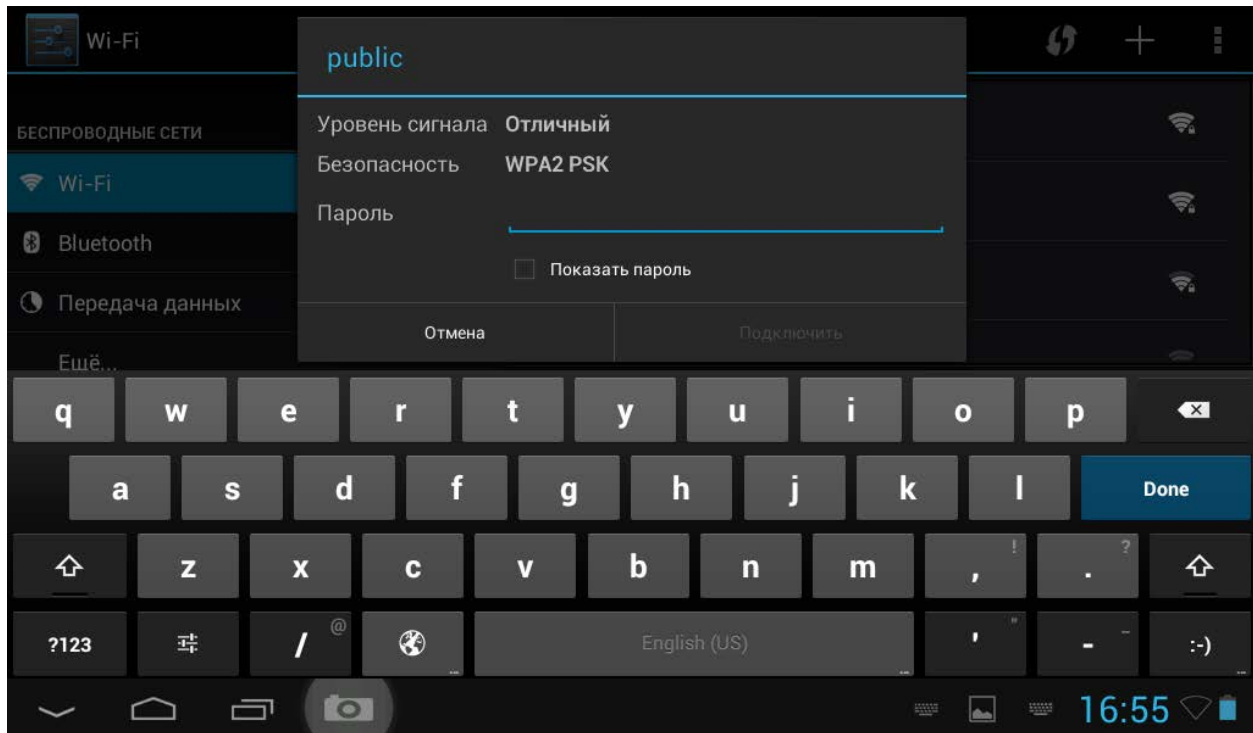 Wi-Fi
public
БЕСПРОВОДНЫЕ СЕТИ
Уровень сигнала Отличный
Безопасность WPA2 PSK
Wi-Fi
Пароль
Bluetooth
Показать пароль
Передача данных
Отмена Подключить
Ещё...
q w e r t y u i o p
a s d f g h j k l Done
z x c v b n m , ! . ?
?123 / @ English (US) ' " - _ :-)
16:55